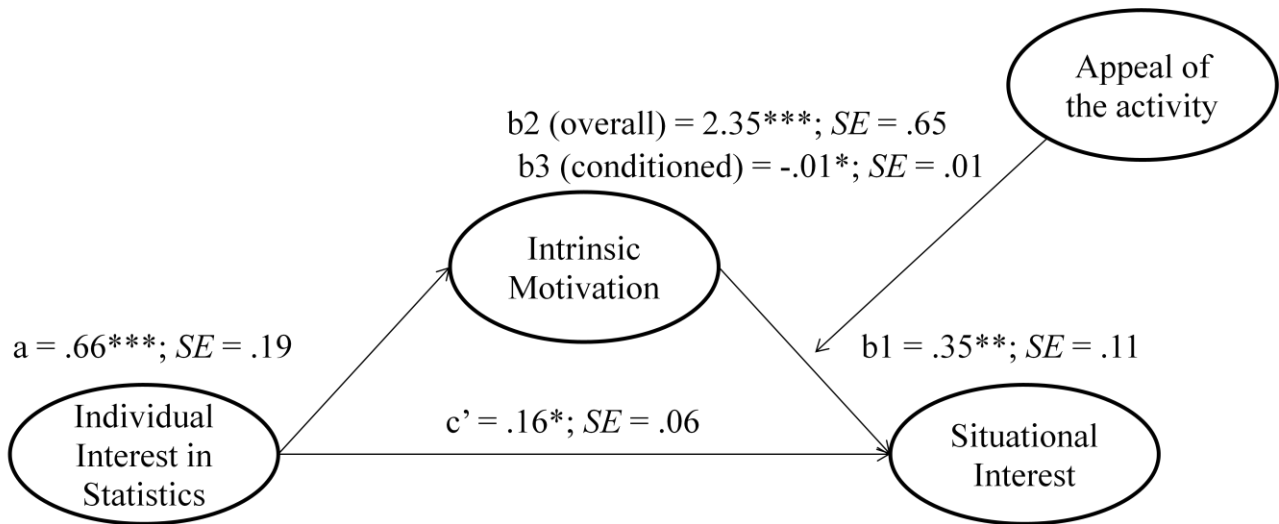 Appeal of
the activity
b2 (overall) = 2.35***; SE = .65
b3 (conditioned) = -.01*; SE = .01
Intrinsic
Motivation
a = .66***; SE = .19
b1 = .35**; SE = .11
Individual
Interest in
Statistics
c’ = .16*; SE = .06
Situational
Interest